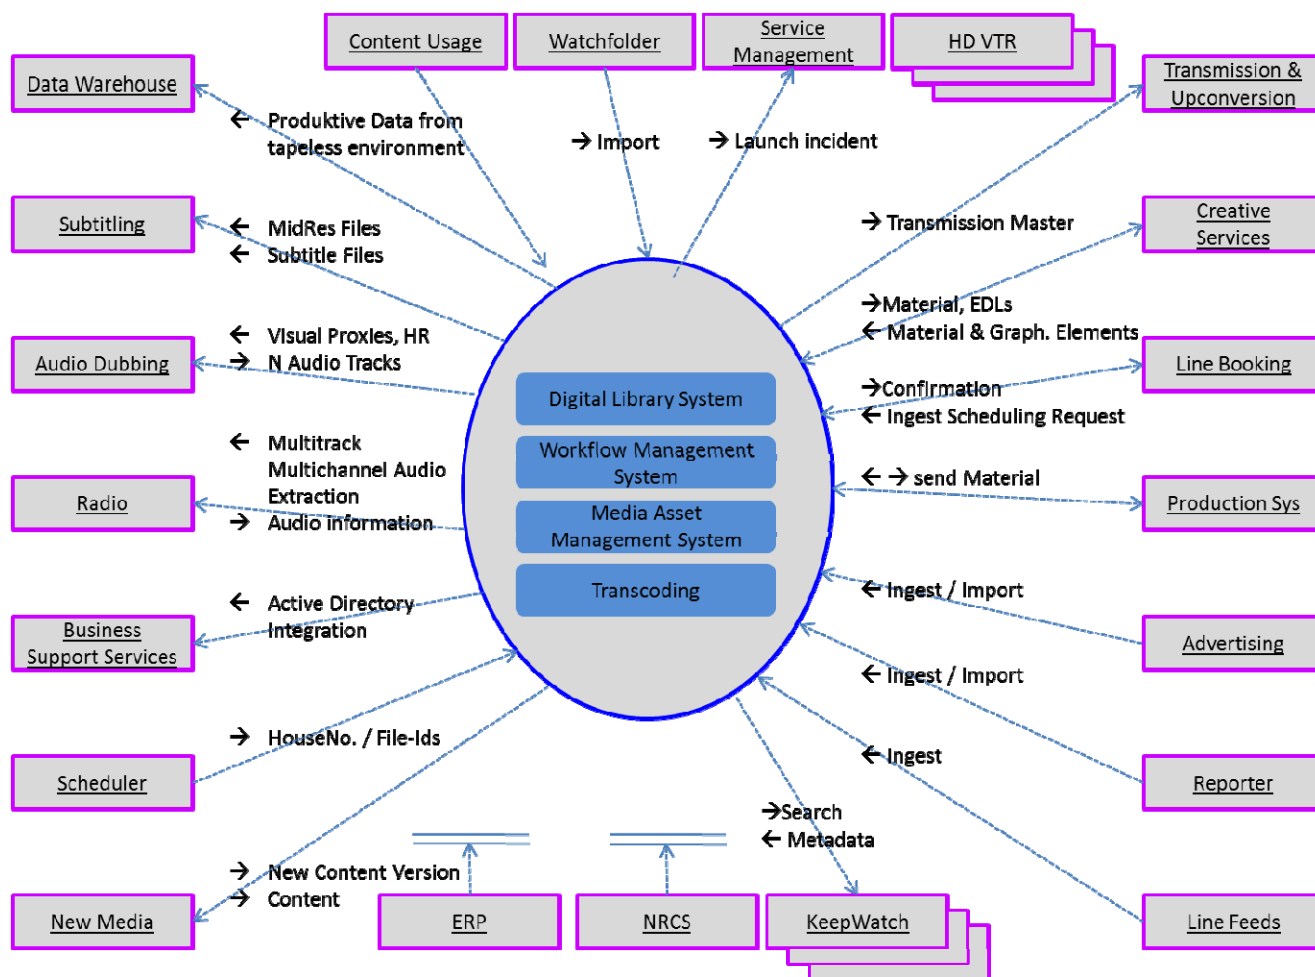 Content Usage
Watchfolder
Service
Management
HD VTR
Data Warehouse
Transmission &
Upconversion
← Produktive Data from
tapeless environment
→ Import
→ Launch incident
Subtitling
← MidRes Files
← Subtitle Files
→ Transmission Master
Creative
Services
→Material, EDLs
← Material & Graph. Elements
Audio Dubbing
← Visual Proxies, HR
→ N Audio Tracks
Line Booking
→Confirmation
← Ingest Scheduling Request
Digital Library System
Workflow Management
System
Media Asset
Management System
Transcoding
Radio
← Multitrack
Multichannel Audio
Extraction
→ Audio information
← → send Material
Production Sys
Business
Support Services
← Active Directory
Integration
← Ingest / Import
Advertising
← Ingest / Import
Scheduler
→ HouseNo. / File-Ids
← Ingest
Reporter
→Search
← Metadata
New Media
→ New Content Version
→ Content
ERP
NRCS
KeepWatch
Line Feeds